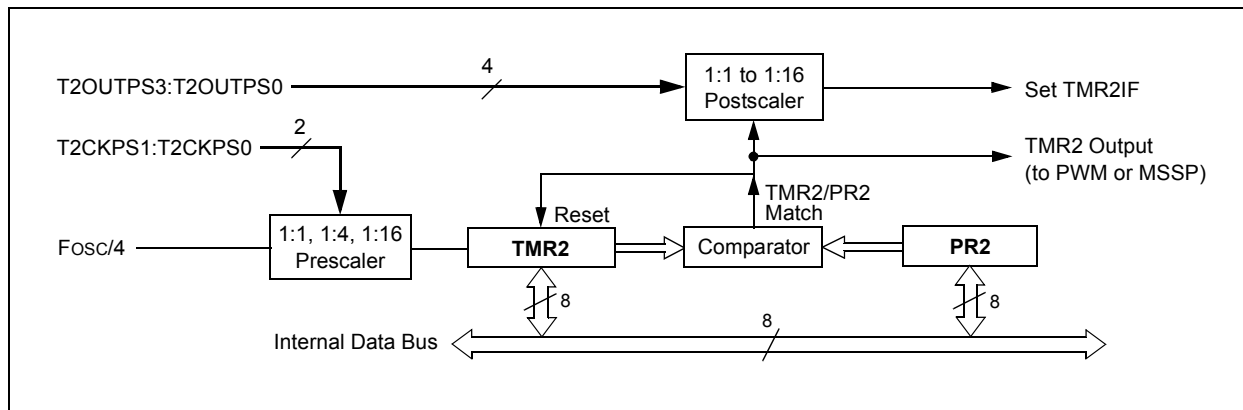 4
1:1 to 1:16
Postscaler
T2OUTPS3:T2OUTPS0
Set TMR2IF
2
T2CKPS1:T2CKPS0
TMR2 Output
(to PWM or MSSP)
TMR2/PR2
Match
Reset
FOSC/4
1:1, 1:4, 1:16
Prescaler
TMR2
Comparator
PR2
8
8
8
Internal Data Bus